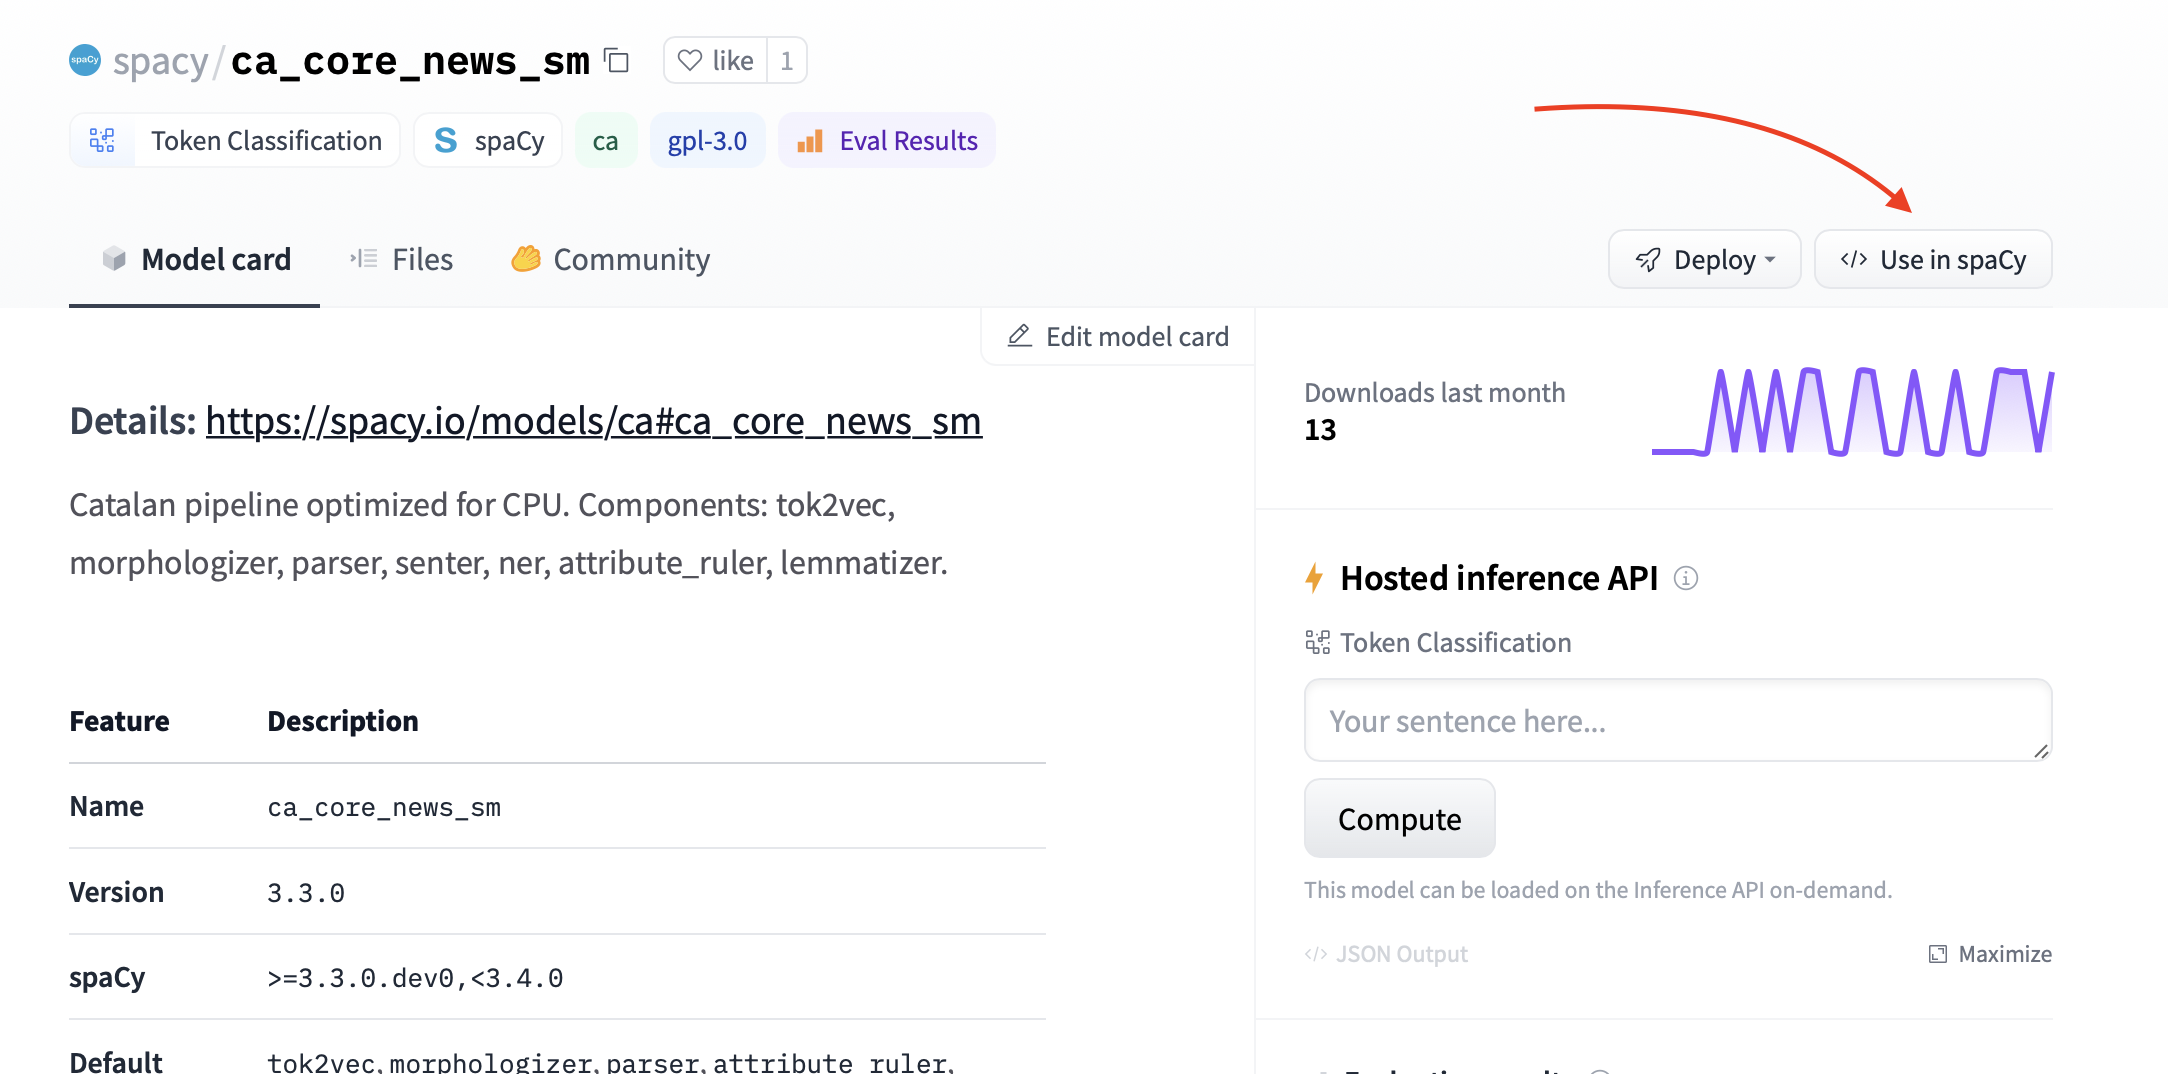 spaCy spacy/ca_core_news_sm like 1
Token Classification spaCy ca gpl-3.0 Eval Results
Model card Files Community Deploy Use in spaCy
Edit model card
Details: https://spacy.io/models/ca#ca_core_news_sm
Catalan pipeline optimized for CPU. Components: tok2vec,
morphologizer, parser, senter, ner, attribute_ruler, lemmatizer.
Feature Description
Name ca_core_news_sm
Version 3.3.0
spaCy >=3.3.0.dev0,<3.4.0
Default tok2vec, morphologizer, parser, attribute_ruler,
Downloads last month
13
Hosted inference API
Token Classification
Your sentence here...
Compute
This model can be loaded on the Inference API on-demand.
JSON Output Maximize